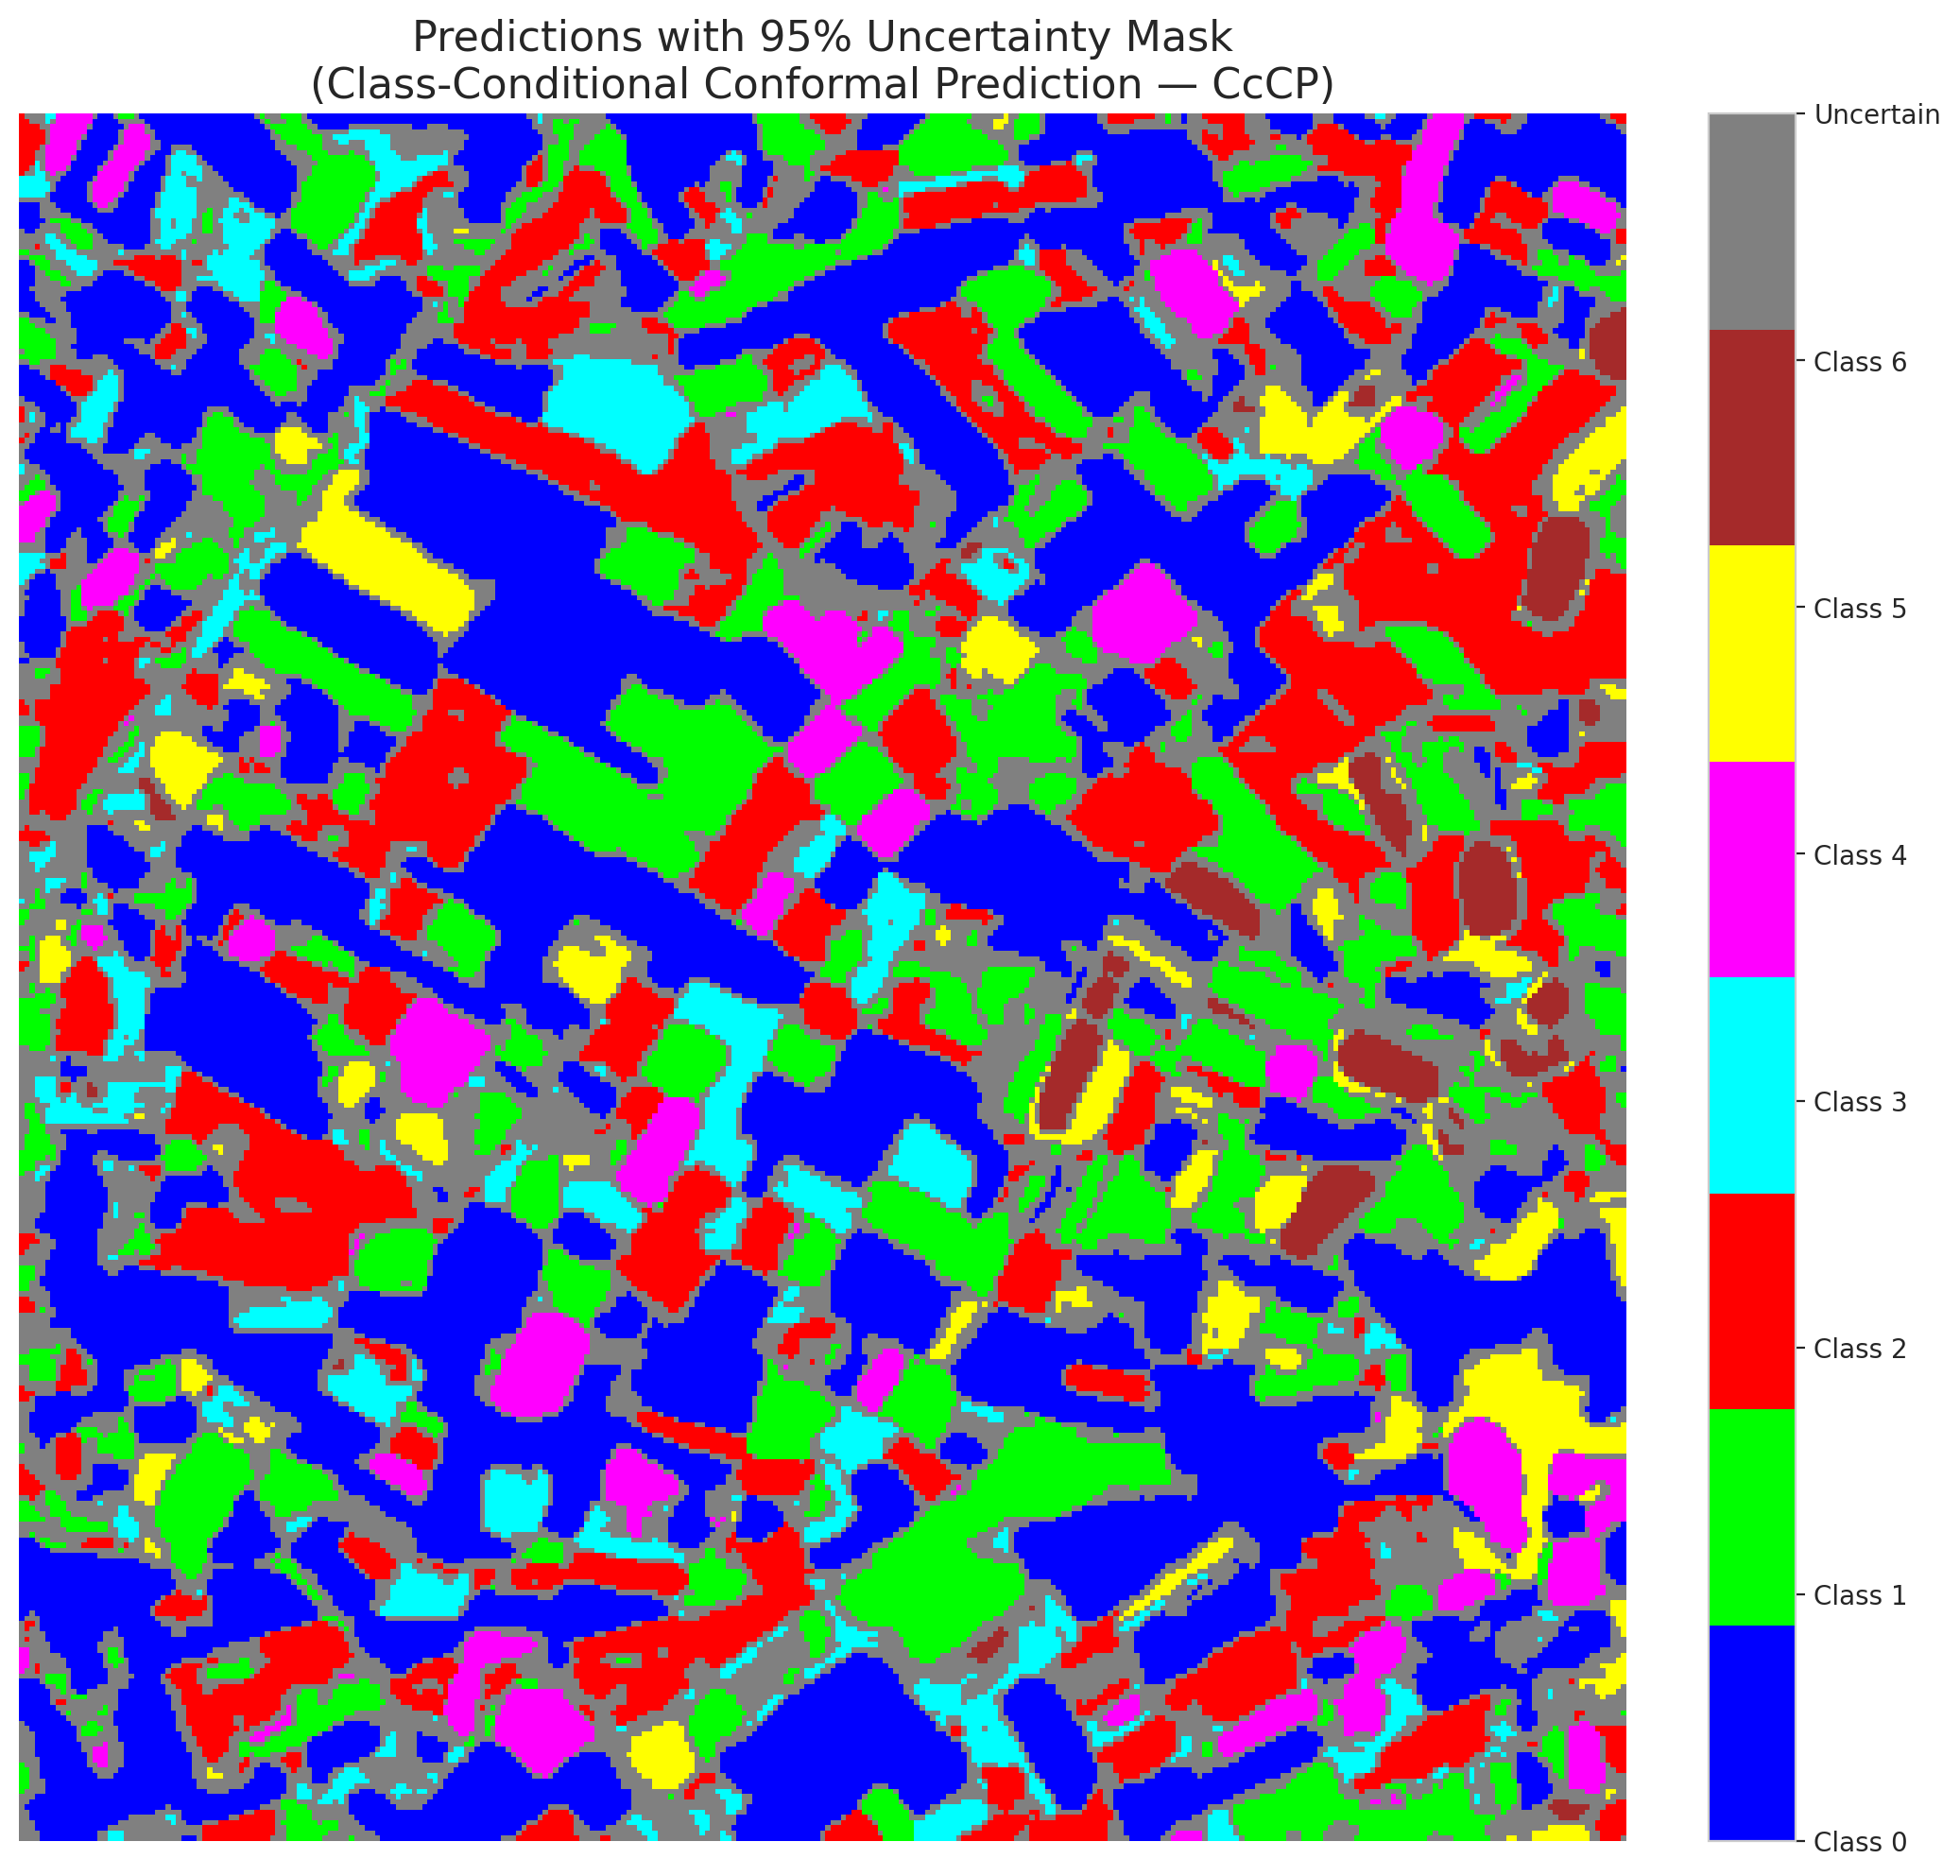 Predictions with 95% Uncertainty Mask
(Class-Conditional Conformal Prediction — CcCP)
Uncertain
Class 6
Class 5
Class 4
Class 3
Class 2
Class 1
Class 0